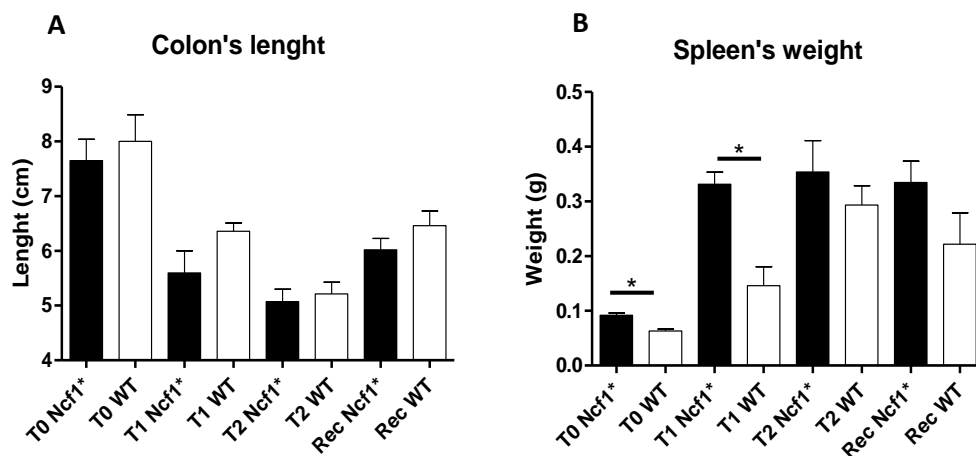 A
Colon's lenght
Lenght (cm)
9
8
7
6
5
4
T0 Ncf1*
T0 WT
T1 Ncf1*
T1 WT
T2 Ncf1*
T2 WT
Rec Ncf1*
Rec WT
B
Spleen's weight
Weight (g)
0.5
0.4
0.3
0.2
0.1
0.0
*
*
T0 Ncf1*
T0 WT
T1 Ncf1*
T1 WT
T2 Ncf1*
T2 WT
Rec Ncf1*
Rec WT